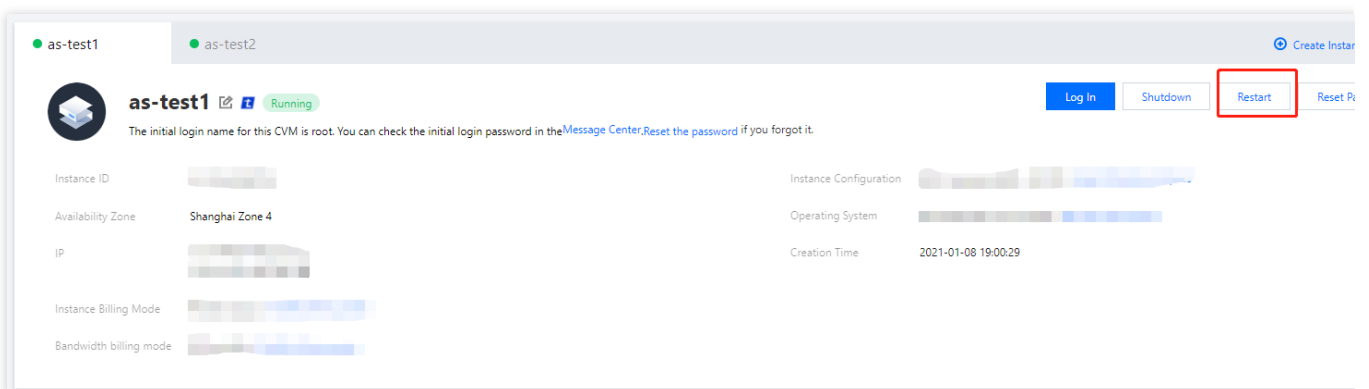 as-test1 as-test2 Create Instan
as-test1 Running Log In Shutdown Restart Reset Pa
The initial login name for this CVM is root. You can check the initial login password in the Message Center,Reset the password if you forgot it.
Instance ID Instance Configuration
Availability Zone Shanghai Zone 4 Operating System
IP Creation Time 2021-01-08 19:00:29
Instance Billing Mode
Bandwidth billing mode